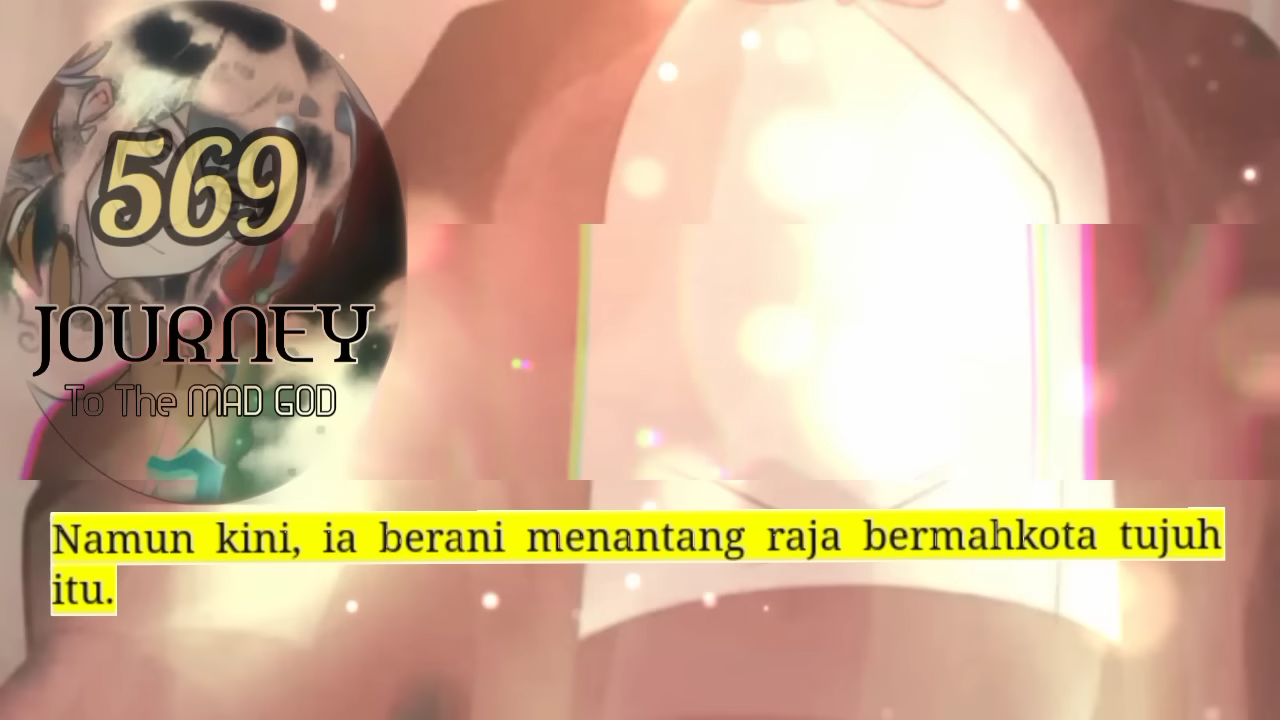 569
JOURNEY
To The MAD GOD
Namun kini, ia berani menantang raja bermahkota tujuh
itu.